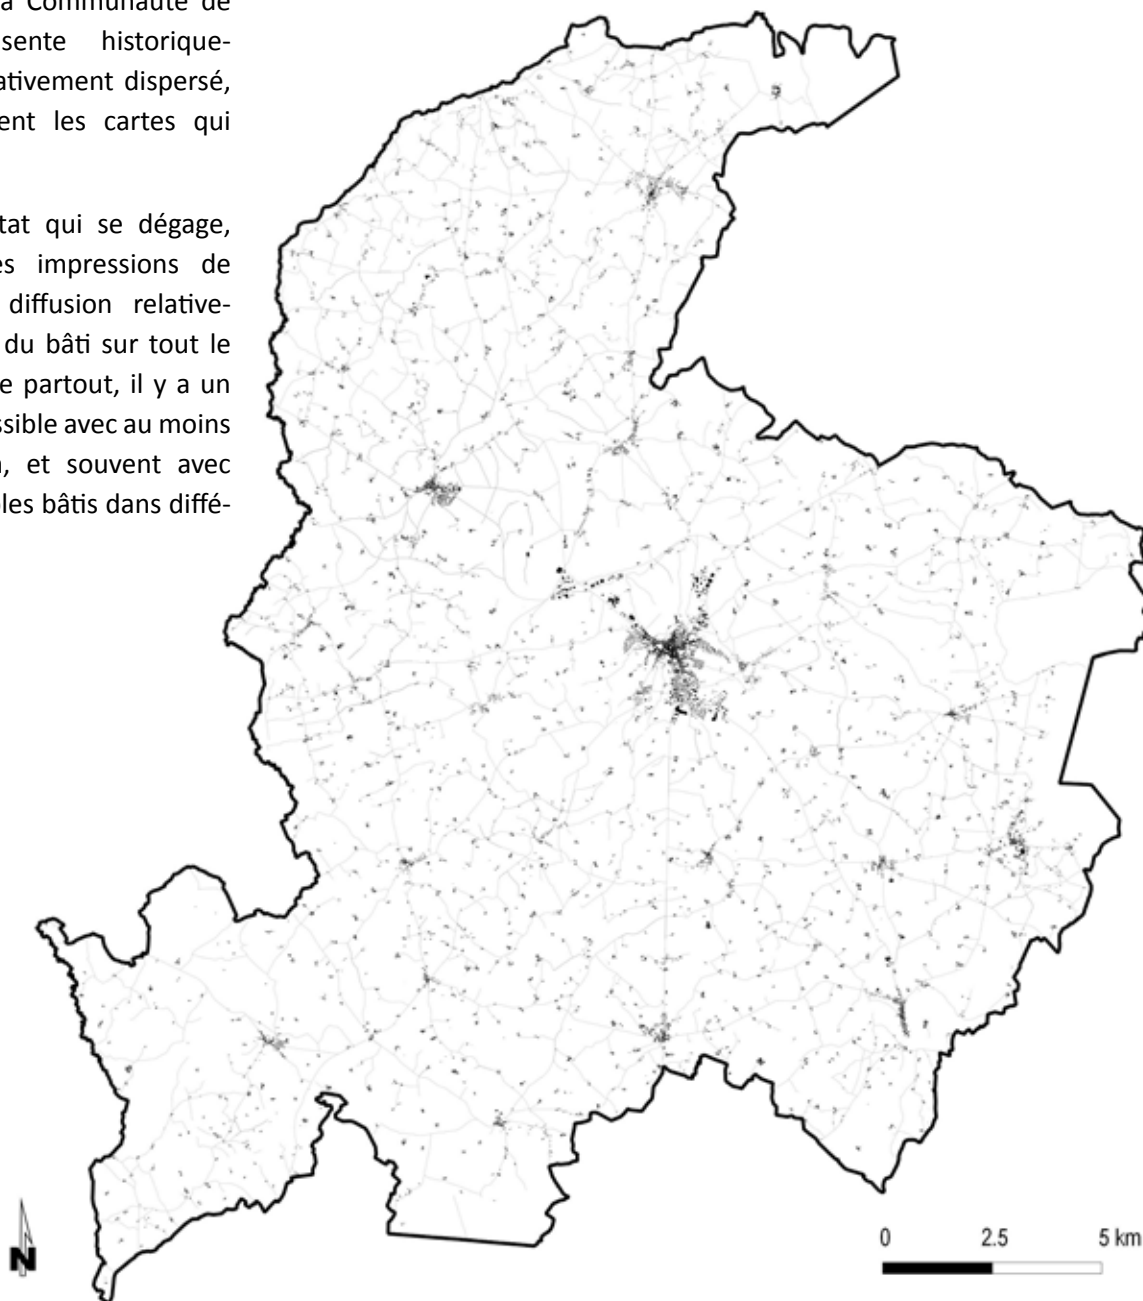 a Communauté de
sente historique-
ativement dispersé,
ent les cartes qui
tat qui se dégage,
es impressions de
diffusion relative-
du bâti sur tout le
e partout, il y a un
ssible avec au moins
, et souvent avec
les bâtis dans diffé-
N
0 2.5 5 km